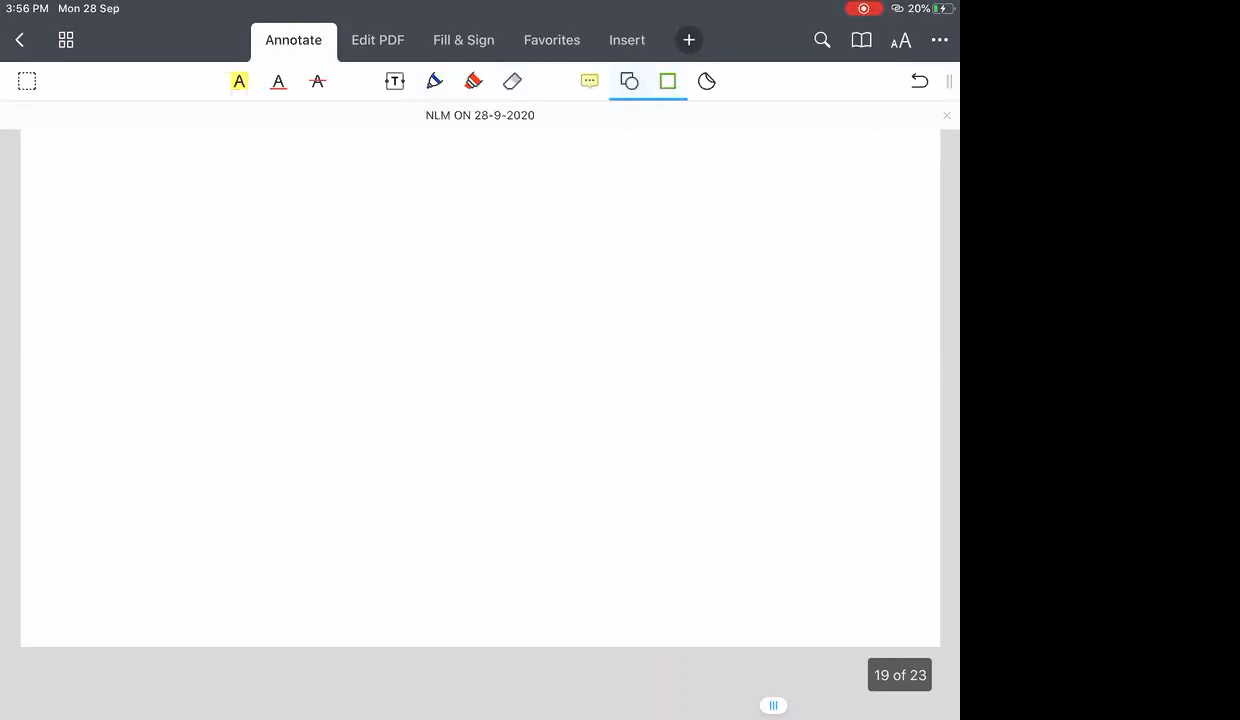 3:56 PM Mon 28 Sep 20%
Annotate Edit PDF Fill & Sign Favorites Insert
NLM ON 28-9-2020
19 of 23